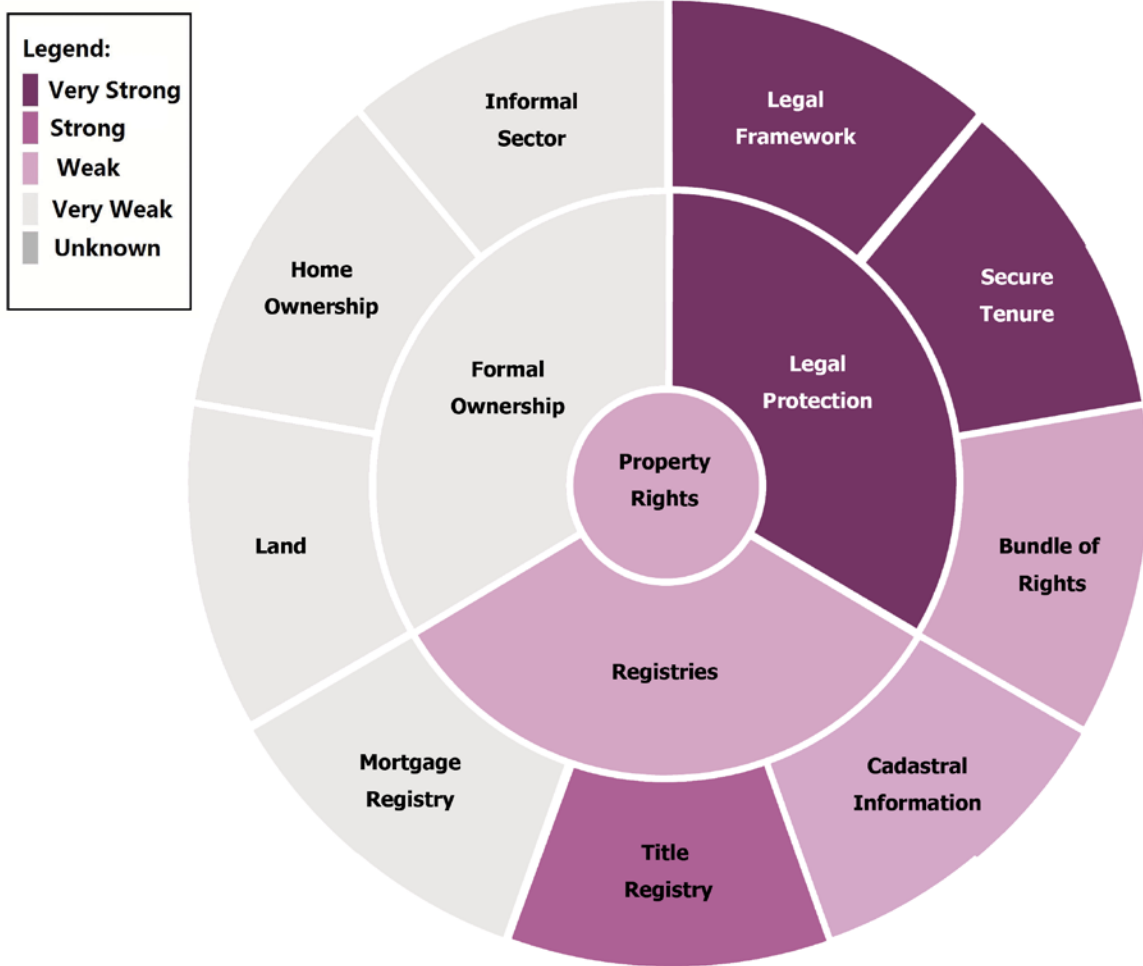 Legend:
Very Strong
Strong
Weak
Very Weak
Unknown
Informal
Sector
Legal
Framework
Home
Ownership
Secure
Tenure
Formal
Ownership
Legal
Protection
Property
Rights
Land
Bundle of
Rights
Registries
Mortgage
Registry
Cadastral
Information
Title
Registry